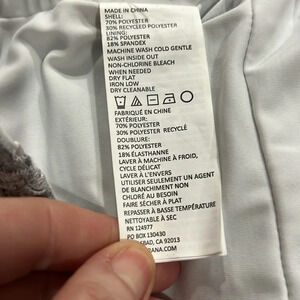 MADE IN CHINA
SHELL:
70% POLYESTER
30% RECYCLED POLYESTER
LINING:
82% POLYESTER
18% SPANDEX
MACHINE WASH COLD GENTLE
WASH INSIDE OUT
NON-CHLORINE BLEACH
WHEN NEEDED
DRY FLAT
IRON LOW
DRY CLEANABLE
FABRIQUÉ EN CHINE
EXTÉRIEUR:
70% POLYESTER
30% POLYESTER RECYCLÉ
DOUBLURE:
82% POLYESTER
18% ÉLASTHANNE
LAVER À MACHINE À FROID,
CYCLE DÉLICAT
LAVER À L'ENVERS
UTILISER SEULEMENT UN AGENT
DE BLANCHIMENT NON
CHLORÉ AU BESOIN
FAIRE SÉCHER À PLAT
REPASSER À BASSE TEMPÉRATURE
NETTOYABLE À SEC
RN 124977
PO BOX 130430
SBAD, CA 92013
RANA.COM